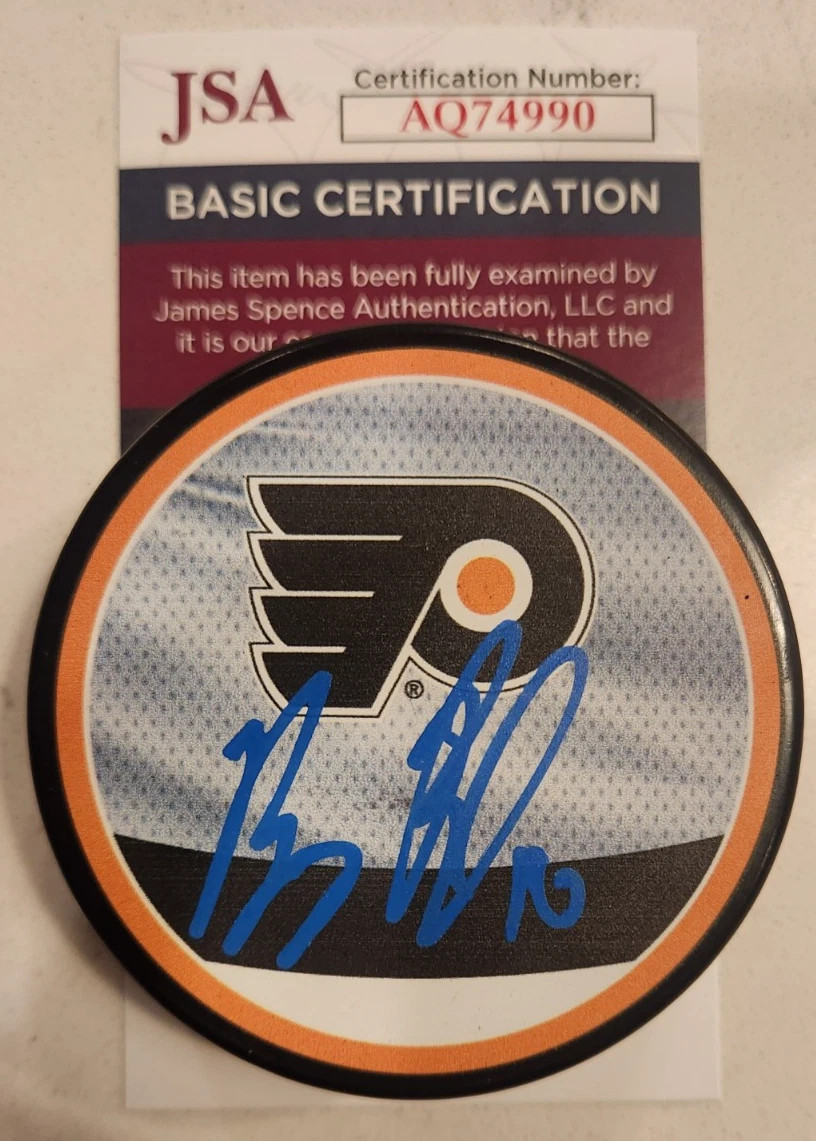 JSA
Certification Number:
AQ74990
BASIC CERTIFICATION
This item has been fully examined by
James Spence Authentication, LLC and
it is our that the
®
10